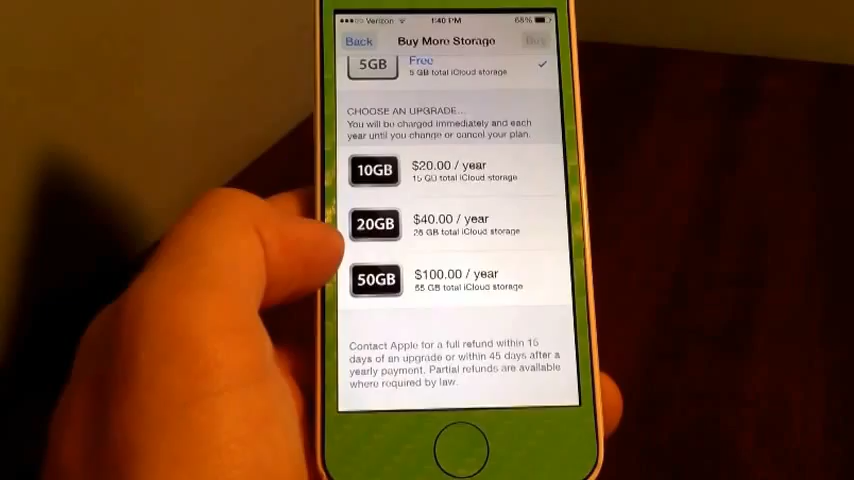 Verizon 1:40 PM 68%
Back Buy More Storage Buy
5GB Free
5 GB total iCloud storage
CHOOSE AN UPGRADE...
You will be charged immediately and each
year until you change or cancel your plan.
10GB $20.00 / year
15 GB total iCloud storage
20GB $40.00 / year
25 GB total iCloud storage
50GB $100.00 / year
55 GB total iCloud storage
Contact Apple for a full refund within 15
days of an upgrade or within 45 days after a
yearly payment. Partial refunds are available
where required by law.